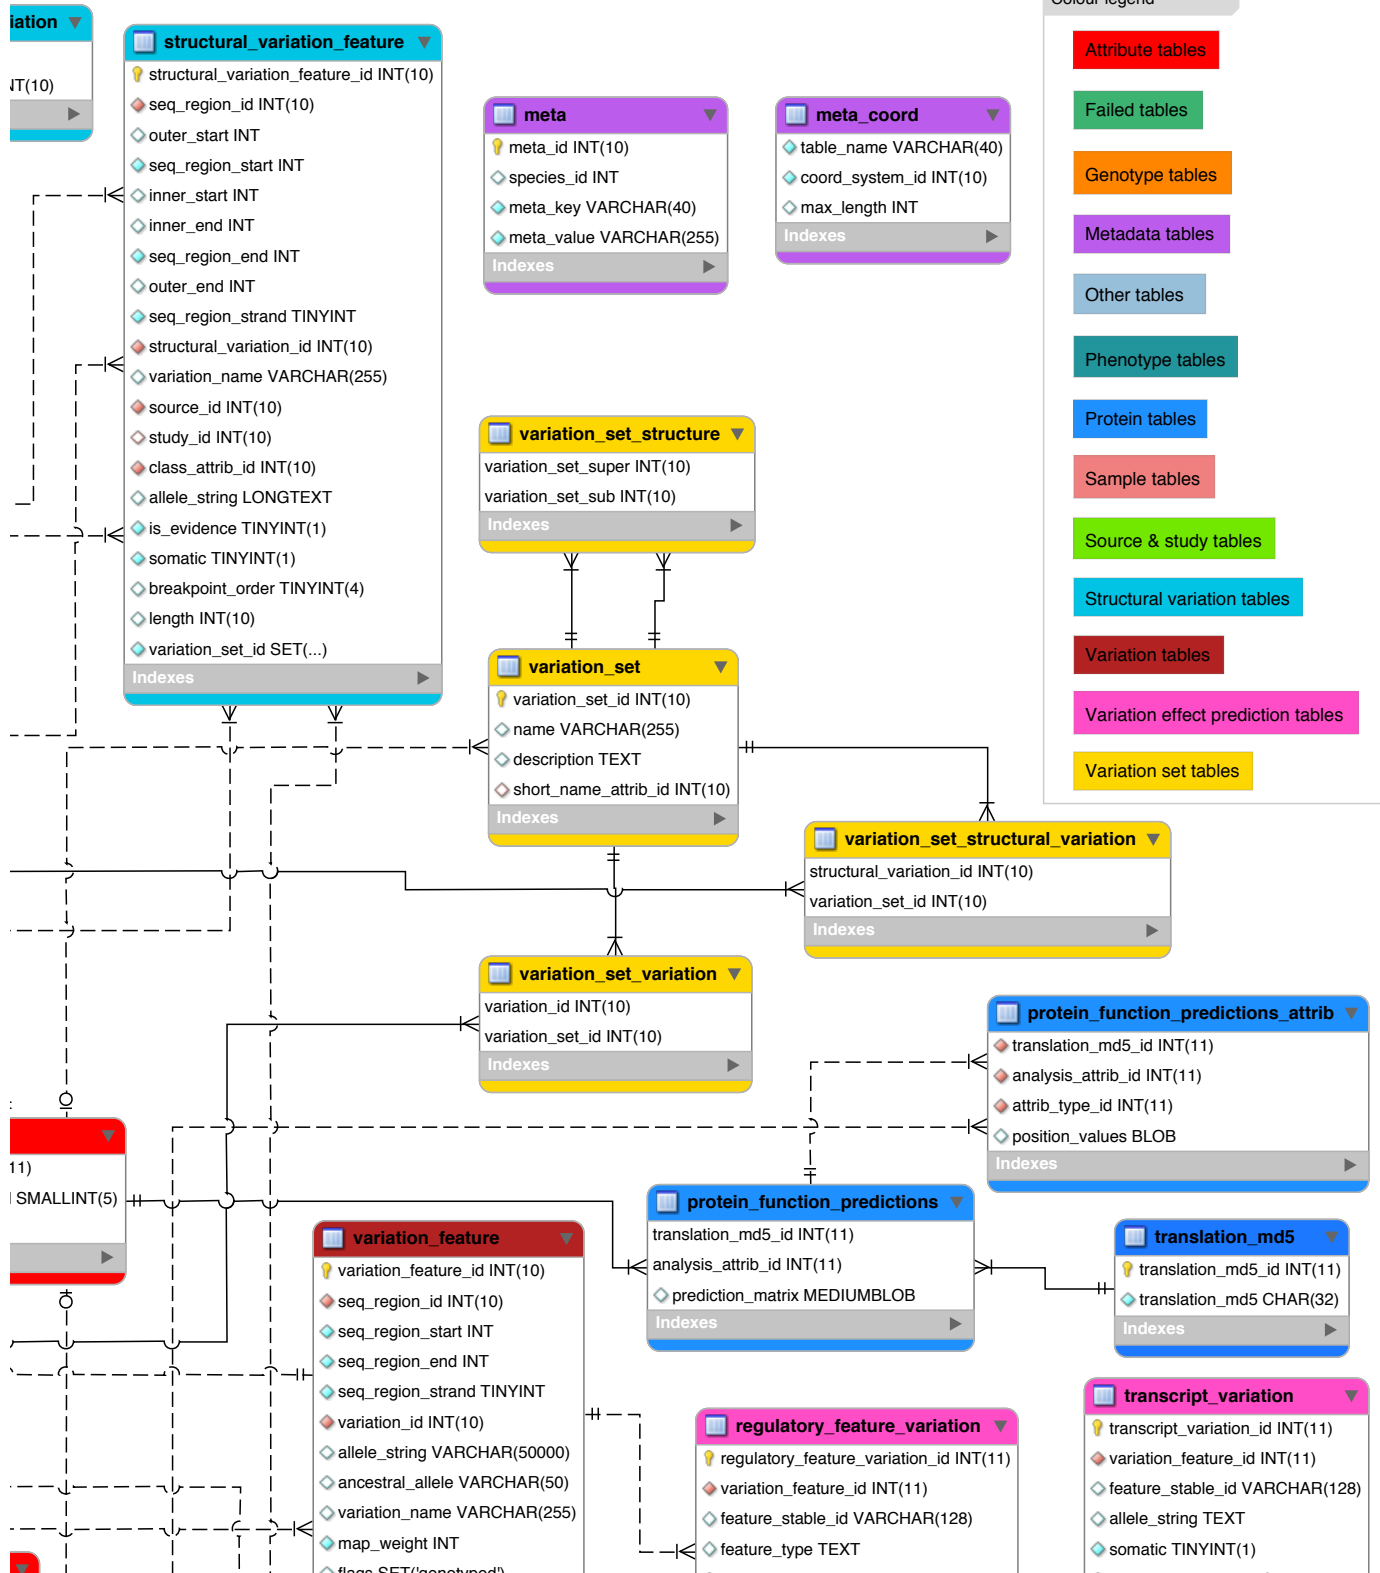 iation
INT(10)
structural_variation_feature
structural_variation_feature_id INT(10)
seq_region_id INT(10)
outer_start INT
seq_region_start INT
inner_start INT
inner_end INT
seq_region_end INT
outer_end INT
seq_region_strand TINYINT
structural_variation_id INT(10)
variation_name VARCHAR(255)
source_id INT(10)
study_id INT(10)
class_attrib_id INT(10)
allele_string LONGTEXT
is_evidence TINYINT(1)
somatic TINYINT(1)
breakpoint_order TINYINT(4)
length INT(10)
variation_set_id SET(...)
Indexes
meta
meta_id INT(10)
species_id INT
meta_key VARCHAR(40)
meta_value VARCHAR(255)
Indexes
meta_coord
table_name VARCHAR(40)
coord_system_id INT(10)
max_length INT
Indexes
Colour legend
Attribute tables
Failed tables
Genotype tables
Metadata tables
Other tables
Phenotype tables
Protein tables
Sample tables
Source & study tables
Structural variation tables
Variation tables
Variation effect prediction tables
Variation set tables
variation_set_structure
variation_set_super INT(10)
variation_set_sub INT(10)
Indexes
variation_set
variation_set_id INT(10)
name VARCHAR(255)
description TEXT
short_name_attrib_id INT(10)
Indexes
variation_set_structural_variation
structural_variation_id INT(10)
variation_set_id INT(10)
Indexes
variation_set_variation
variation_id INT(10)
variation_set_id INT(10)
Indexes
protein_function_predictions_attrib
translation_md5_id INT(11)
analysis_attrib_id INT(11)
attrib_type_id INT(11)
position_values BLOB
Indexes
11)
SMALLINT(5)
protein_function_predictions
translation_md5_id INT(11)
analysis_attrib_id INT(11)
prediction_matrix MEDIUMBLOB
Indexes
translation_md5
translation_md5_id INT(11)
translation_md5 CHAR(32)
Indexes
variation_feature
variation_feature_id INT(10)
seq_region_id INT(10)
seq_region_start INT
seq_region_end INT
seq_region_strand TINYINT
variation_id INT(10)
allele_string VARCHAR(50000)
ancestral_allele VARCHAR(50)
variation_name VARCHAR(255)
map_weight INT
flags SET('genotyped')
regulatory_feature_variation
regulatory_feature_variation_id INT(11)
variation_feature_id INT(11)
feature_stable_id VARCHAR(128)
feature_type TEXT
transcript_variation
transcript_variation_id INT(11)
variation_feature_id INT(11)
feature_stable_id VARCHAR(128)
allele_string TEXT
somatic TINYINT(1)